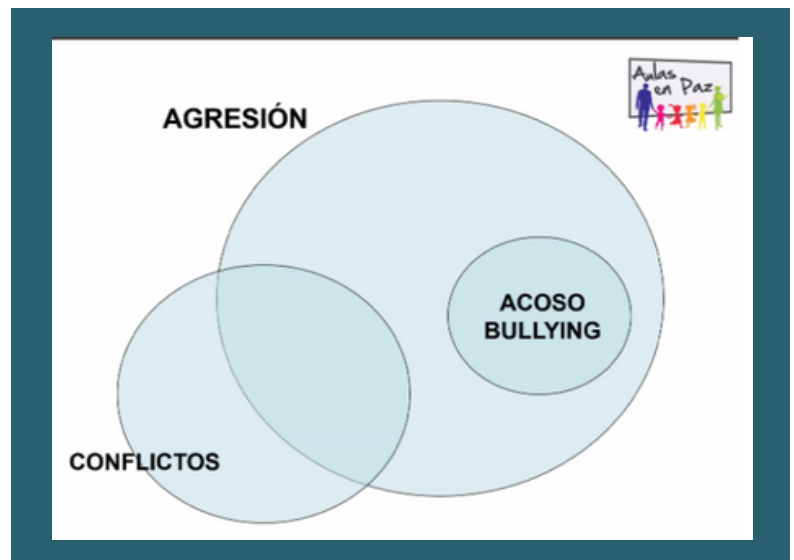 Aulas
en Paz
AGRESIÓN
ACOSO
BULLYING
CONFLICTOS